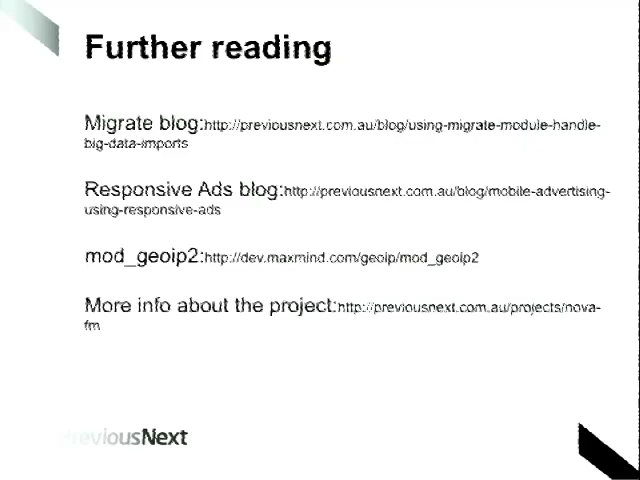 Further reading
Migrate blog:http://previousnext.com.au/blog/using-migrate-module-handle-
big-data-imports
Responsive Ads blog:http://previousnext.com.au/blog/mobile-advertising-
using-responsive-ads
mod_geoip2:http://dev.maxmind.com/geoip/mod_geoip2
More info about the project:http://previousnext.com.au/projects/nova-
fm
PreviousNext